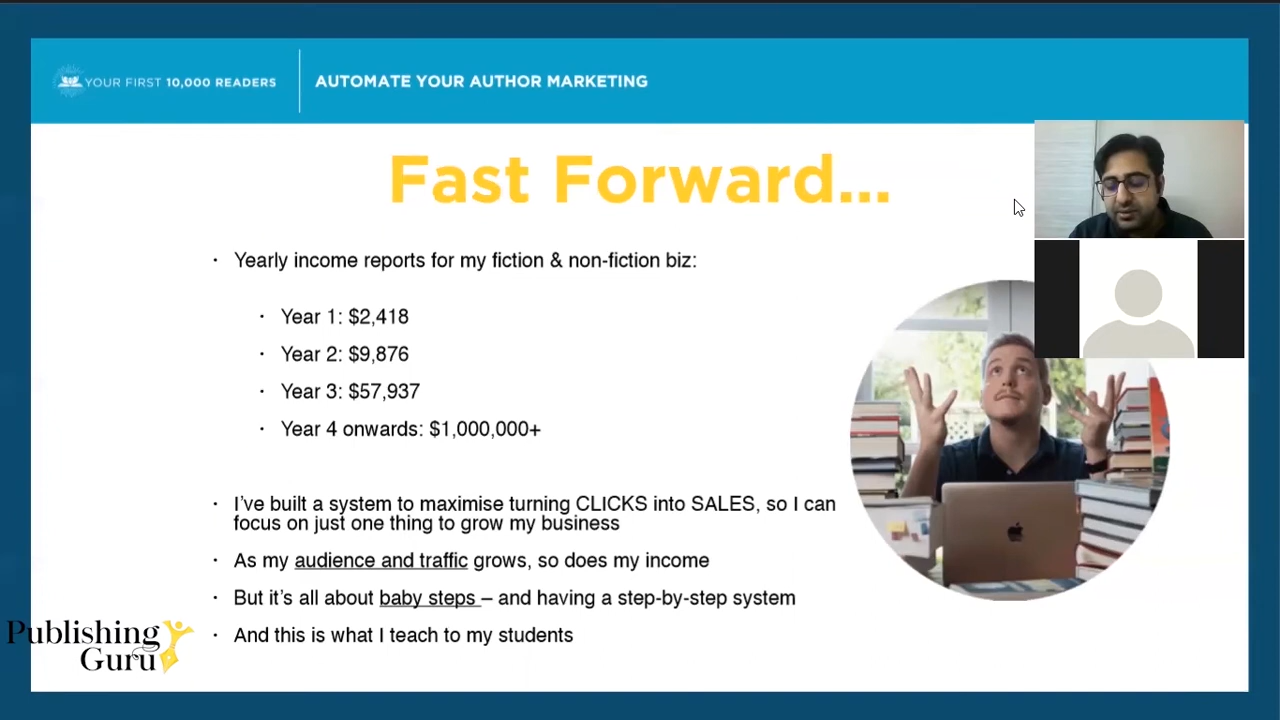 YOUR FIRST 10,000 READERS
AUTOMATE YOUR AUTHOR MARKETING
Fast Forward...
· Yearly income reports for my fiction & non-fiction biz:
· Year 1: $2,418
· Year 2: $9,876
· Year 3: $57,937
· Year 4 onwards: $1,000,000+
· I've built a system to maximise turning CLICKS into SALES, so I can
focus on just one thing to grow my business
· As my audience and traffic grows, so does my income
· But it's all about baby steps – and having a step-by-step system
· And this is what I teach to my students
Publishing
Guru